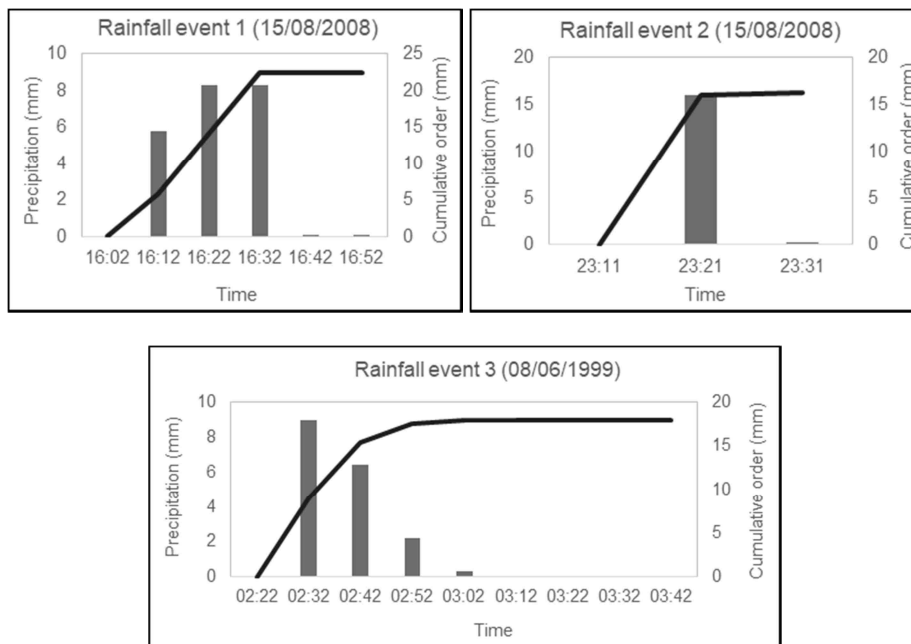 Rainfall event 1 (15/08/2008)
Precipitation (mm)
10
8
6
4
2
0
25
20
15
10
5
0
Cumulative order (mm)
16:02 16:12 16:22 16:32 16:42 16:52
Time
Rainfall event 2 (15/08/2008)
Precipitation (mm)
20
15
10
5
0
20
15
10
5
0
Cumulative order (mm)
23:11 23:21 23:31
Time
Rainfall event 3 (08/06/1999)
Precipitation (mm)
10
8
6
4
2
0
20
15
10
5
0
Cumulative order (mm)
02:22 02:32 02:42 02:52 03:02 03:12 03:22 03:32 03:42
Time